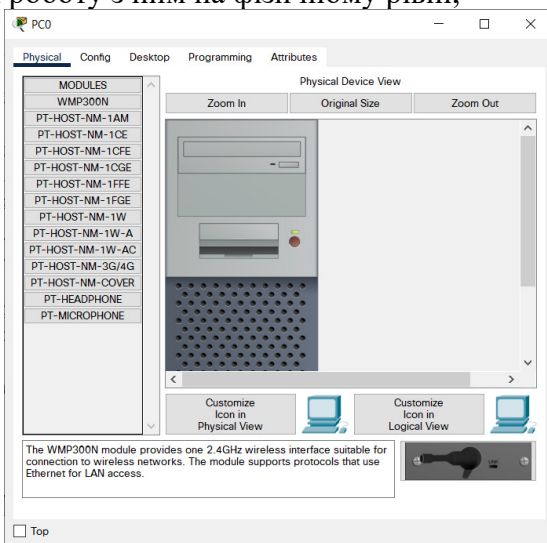 роботу з ним на фізичному рівні,
PC0
Physical Config Desktop Programming Attributes
MODULES
WMP300N
PT-HOST-NM-1AM
PT-HOST-NM-1CE
PT-HOST-NM-1CFE
PT-HOST-NM-1CGE
PT-HOST-NM-1FFE
PT-HOST-NM-1FGE
PT-HOST-NM-1W
PT-HOST-NM-1W-A
PT-HOST-NM-1W-AC
PT-HOST-NM-3G/4G
PT-HOST-NM-COVER
PT-HEADPHONE
PT-MICROPHONE
Physical Device View
Zoom In Original Size Zoom Out
Customize
Icon in
Physical View
Customize
Icon in
Logical View
The WMP300N module provides one 2.4GHz wireless interface suitable for
connection to wireless networks. The module supports protocols that use
Ethernet for LAN access.
Top